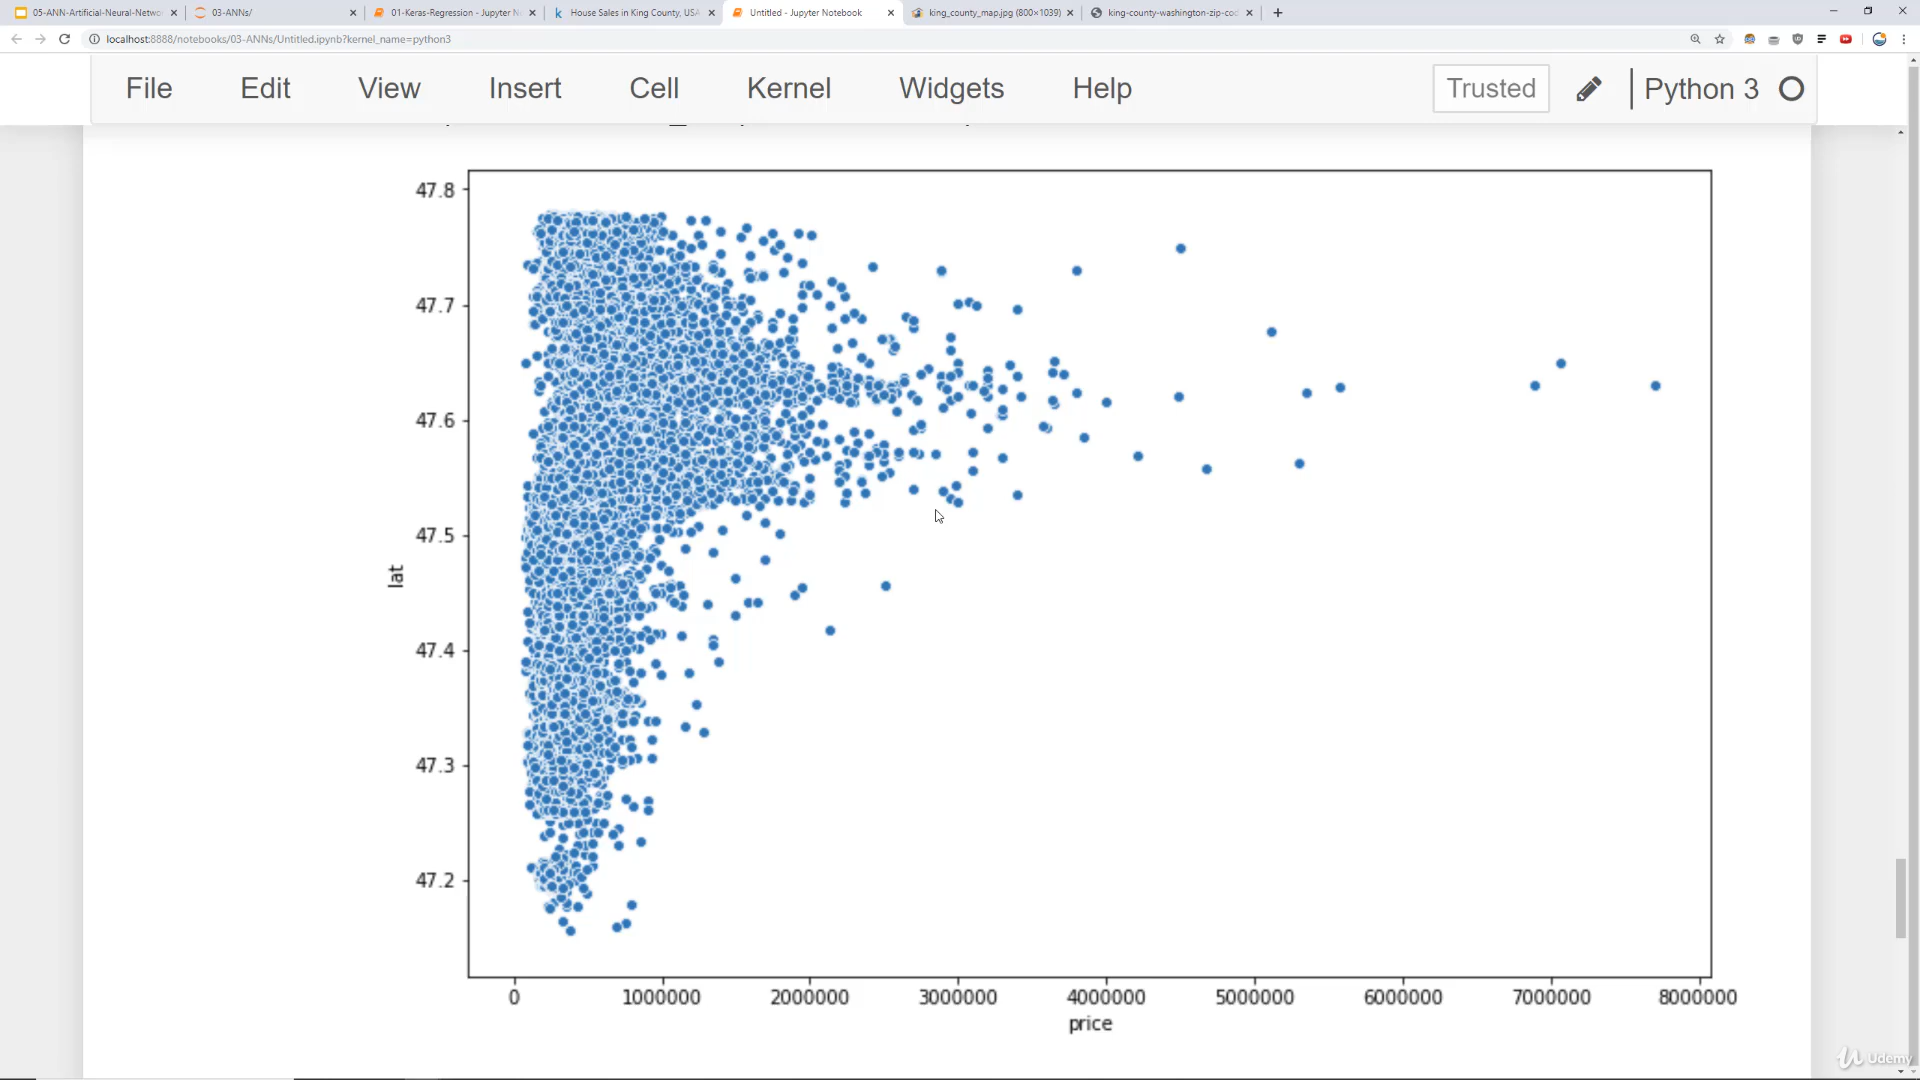 05-ANN-Artificial-Neural-Netwo
03-ANNs/
01-Keras-Regression - Jupyter N
House Sales in King County, USA
Untitled - Jupyter Notebook
king_county_map.jpg (800×1039)
king-county-washington-zip-cod
localhost:8888/notebooks/03-ANNs/Untitled.ipynb?kernel_name=python3
File Edit View Insert Cell Kernel Widgets Help
Trusted
Python 3
47.8
47.7
47.6
47.5
lat
47.4
47.3
47.2
0 1000000 2000000 3000000 4000000 5000000 6000000 7000000 8000000
price
Udemy